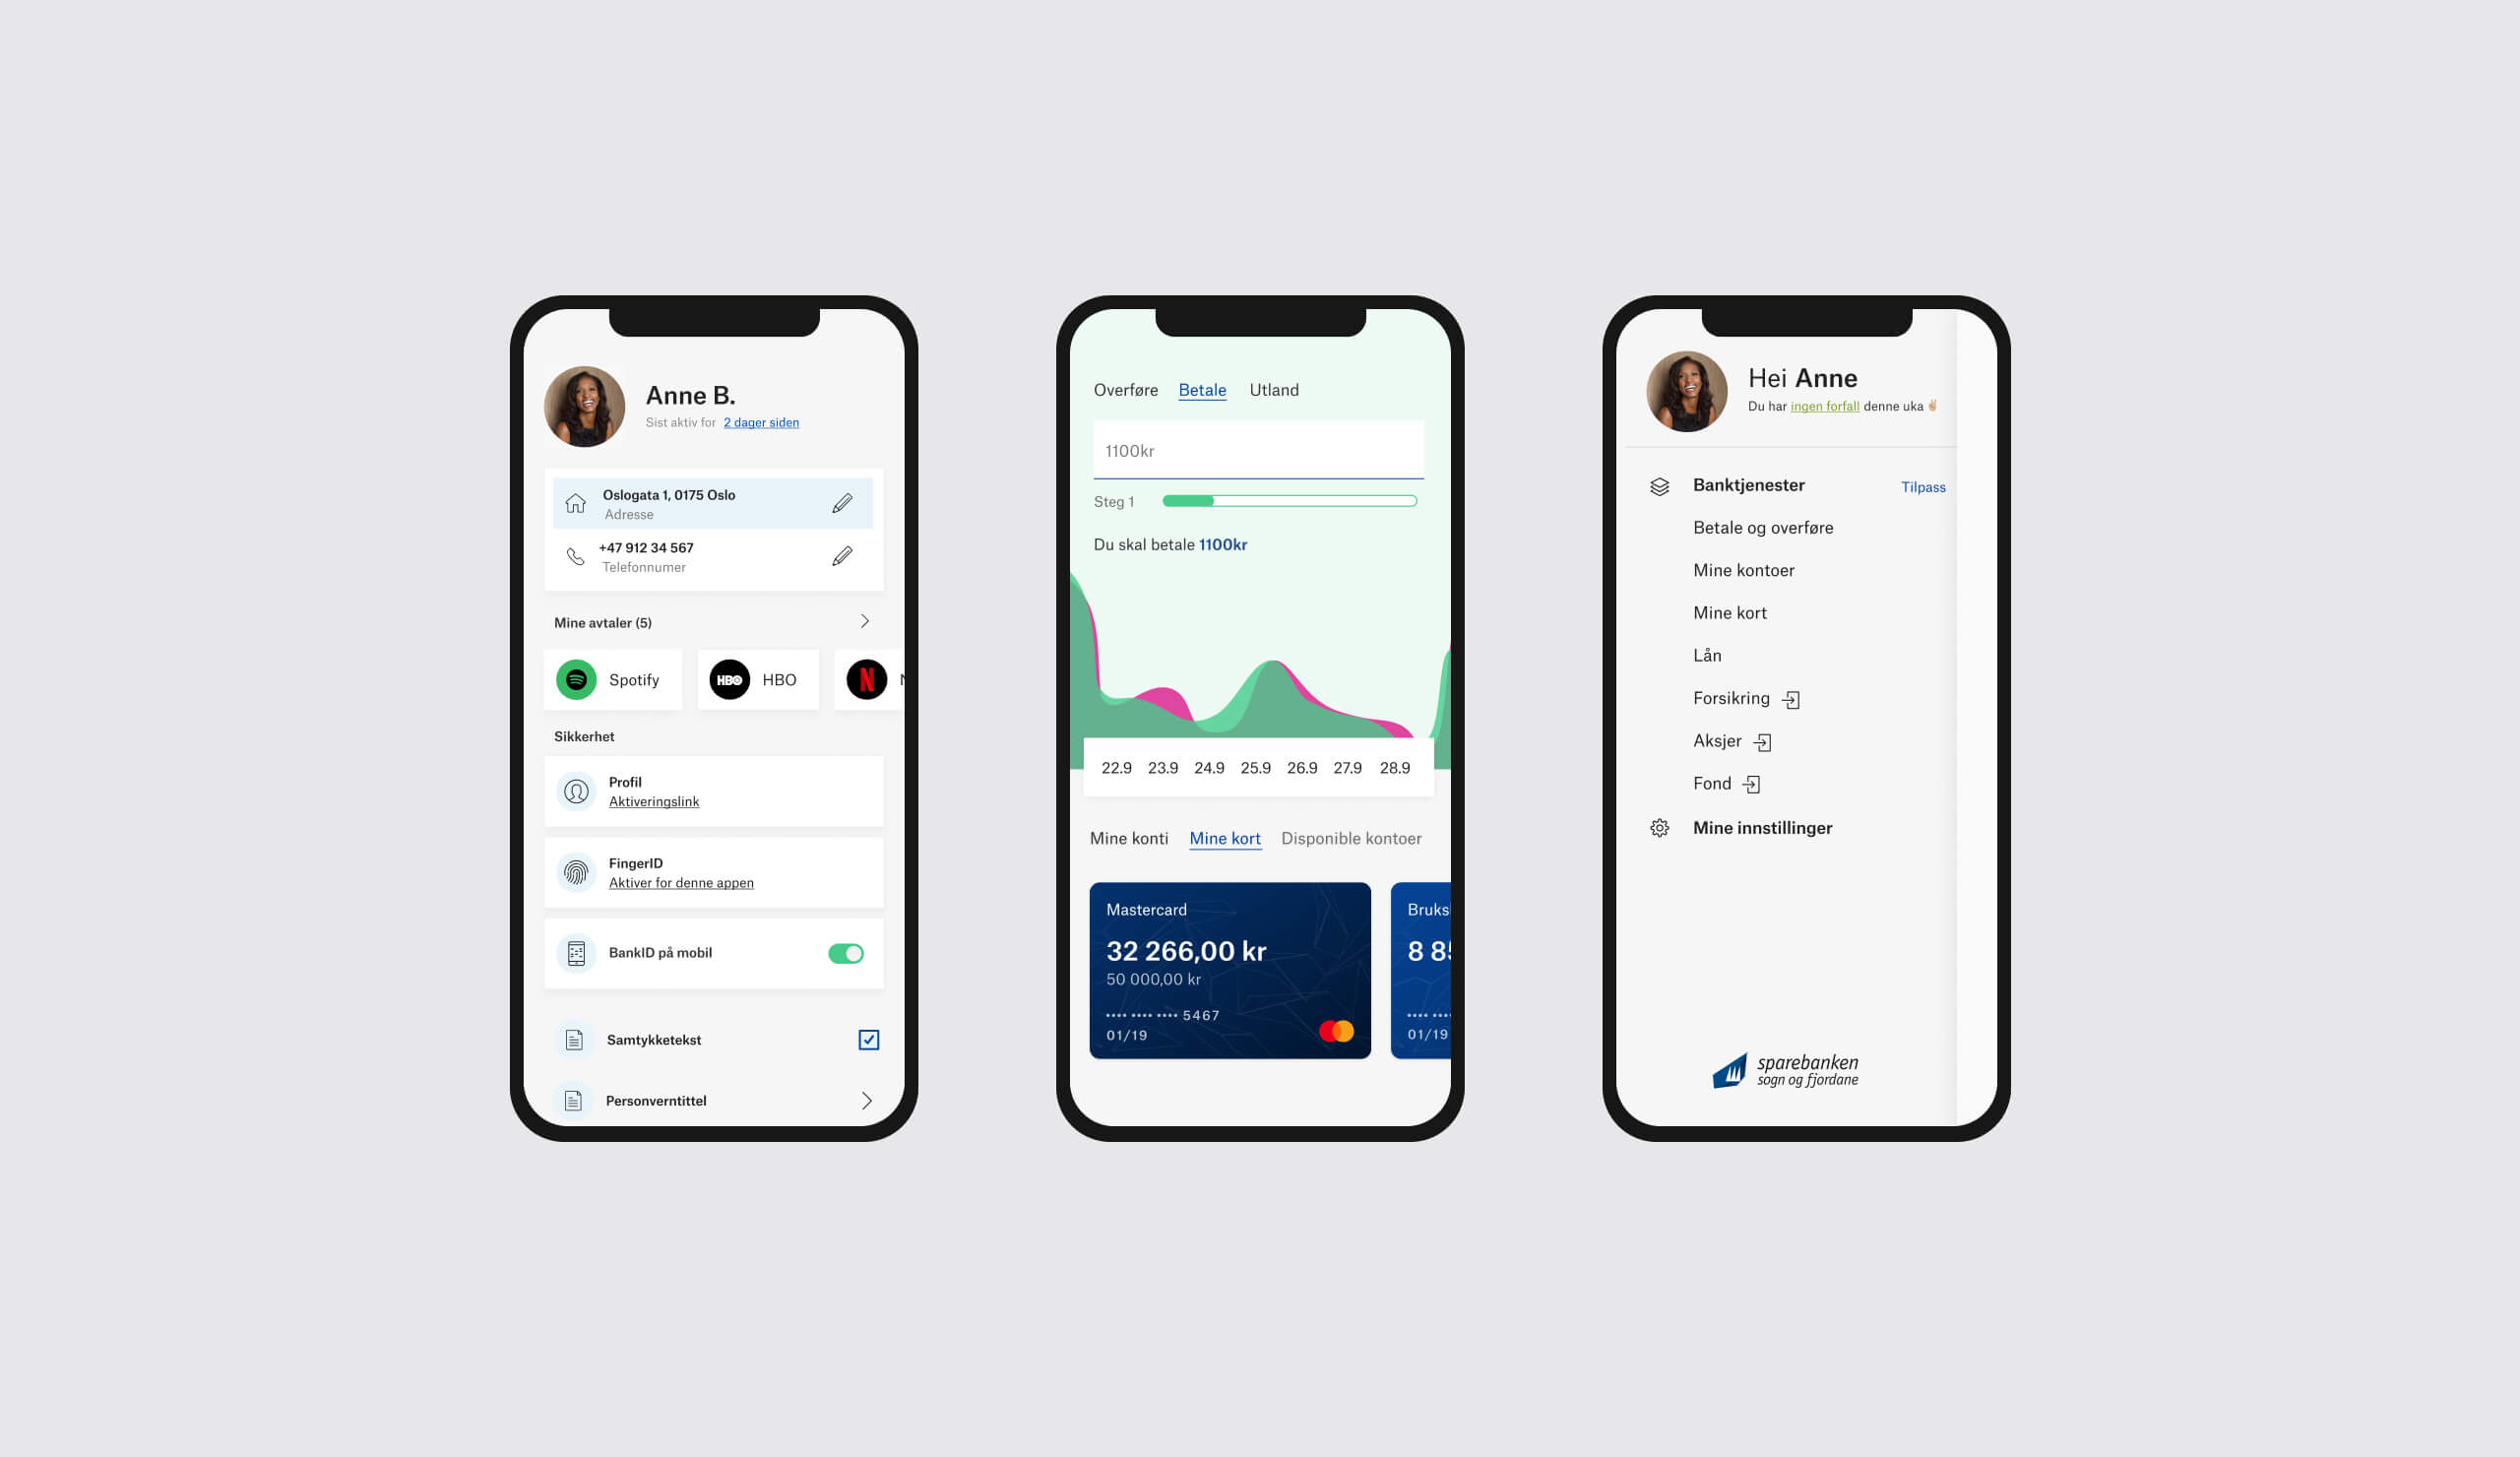 Anne B.
Sist aktiv for 2 dager siden
Oslogata 1, 0175 Oslo
Adresse
+47 912 34 567
Telefonnumer
Mine avtaler (5)
Spotify
HBO
HBO
N
Sikkerhet
Profil
Aktiveringslink
FingerID
Aktiver for denne appen
BankID på mobil
Samtykketekst
Personverntittel
Overføre Betale Utland
1100kr
Steg 1
Du skal betale 1100kr
22.9 23.9 24.9 25.9 26.9 27.9 28.9
Mine konti Mine kort Disponible kontoer
Mastercard
32 266,00 kr
50 000,00 kr
•••• •••• •••• 5467
01/19
Bruks
8 85
•••• ••••
01/19
Hei Anne
Du har ingen forfall denne uka ✌🏼
Banktjenester Tilpass
Betale og overføre
Mine kontoer
Mine kort
Lån
Forsikring
Aksjer
Fond
Mine innstillinger
sparebanken
sogn og fjordane